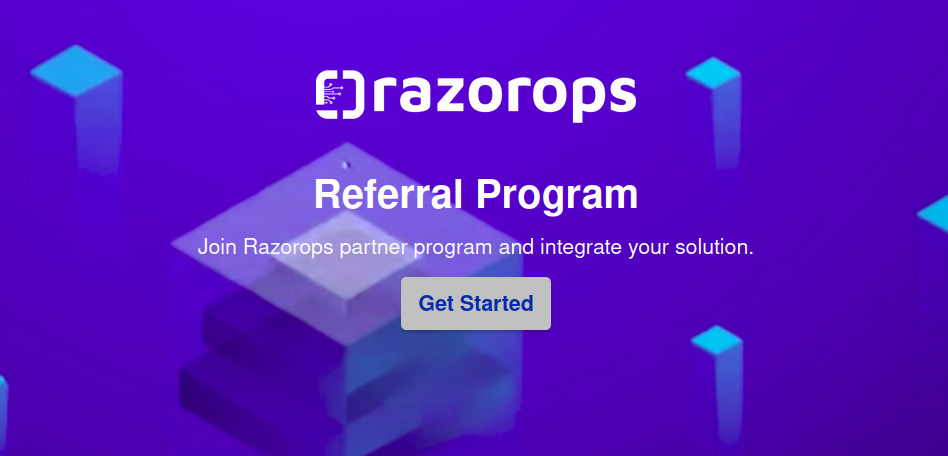 razorops
Referral Program
Join Razorops partner program and integrate your solution.
Get Started